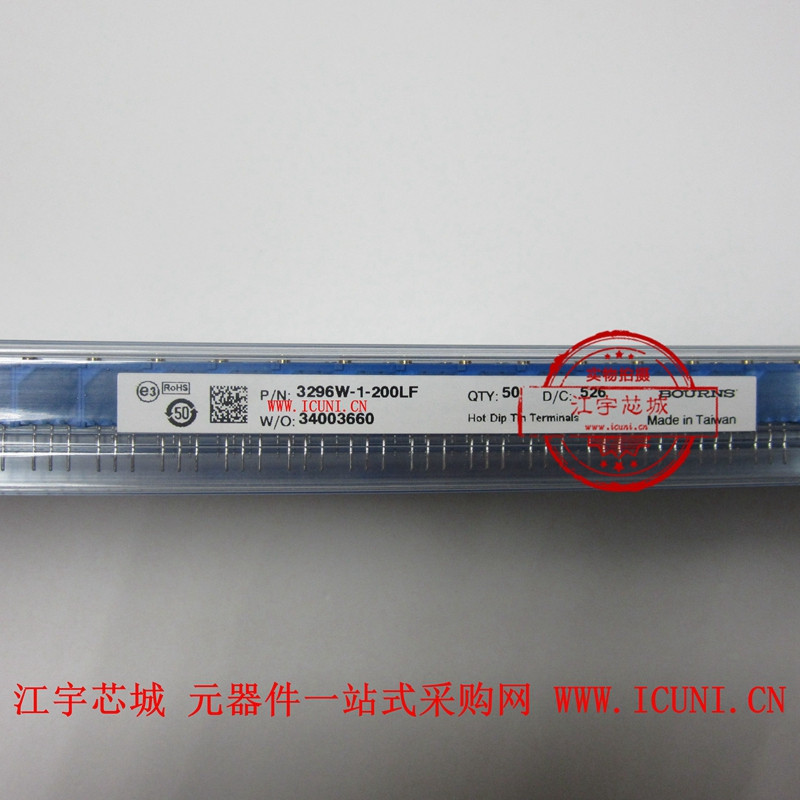 实物拍摄
e3 RoHS
P/N: 3296W-1-200LF QTY: 50 D/C: 526 BOURNS
WWW.ICUNI.CN
江宇芯城
50
W/O: 34003660 Hot Dip Tin Terminals Made in Taiwan
www.icuni.cn
江宇芯城 元器件一站式采购网 WWW.ICUNI.CN